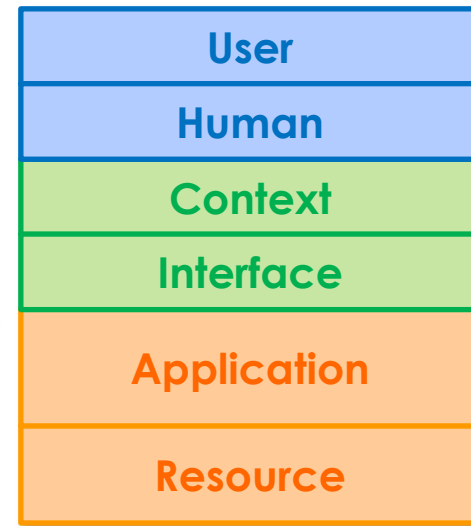 User
Human
Context
Interface
Application
Resource